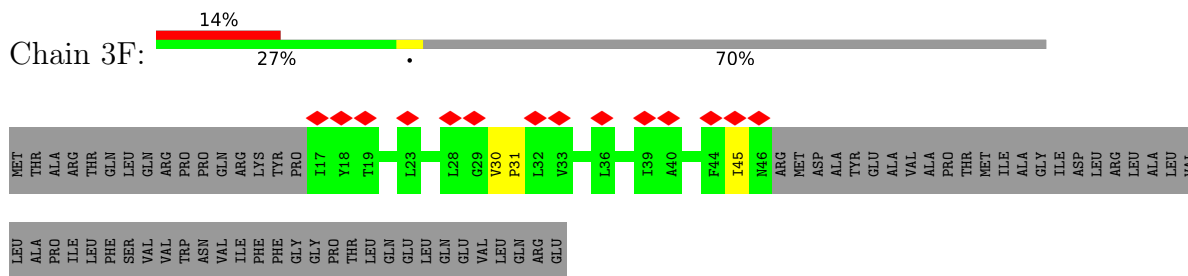 14%
Chain 3F:
27% • 70%
MET THR ALA ARG THR GLN LEU GLN ARG PRO PRO GLN ARG LYS TYR PRO I17 Y18 T19 L23 L28 G29 V30 P31 L32 V33 L36 I39 A40 F44 I45 N46 ARG MET ASP ALA TYR GLU ALA VAL ALA PRO THR MET ILE ALA GLY ILE ASP LEU ARG LEU ALA LEU VAL
LEU ALA PRO ILE LEU PHE SER VAL VAL TRP ASN VAL ILE PHE PHE GLY GLY PRO THR LEU GLN GLU LEU GLN GLU VAL LEU GLN ARG GLU